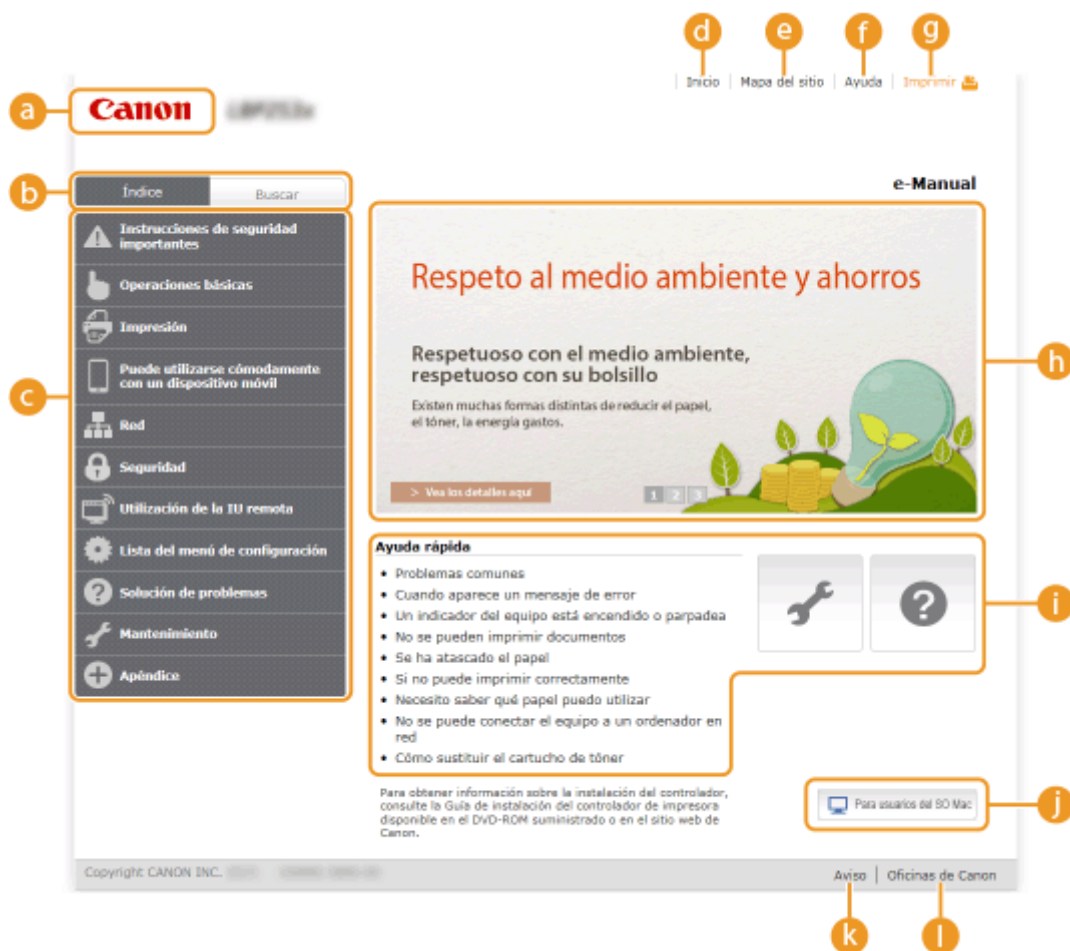 d
e
f
g
Inicio | Mapa del sitio | Ayuda | Imprimir
a
Canon
b
Índice
Buscar
e-Manual
c
Instrucciones de seguridad
importantes
Operaciones básicas
Impresión
Puede utilizarse cómodamente
con un dispositivo móvil
Red
Seguridad
Utilización de la IU remota
Lista del menú de configuración
Solución de problemas
Mantenimiento
Apéndice
Respeto al medio ambiente y ahorros
Respetuoso con el medio ambiente,
respetuoso con su bolsillo
Existen muchas formas distintas de reducir el papel,
el tóner, la energía gastos.
> Vea los detalles aquí
1 2 3
h
Ayuda rápida
• Problemas comunes
• Cuando aparece un mensaje de error
• Un indicador del equipo está encendido o parpadea
• No se pueden imprimir documentos
• Se ha atascado el papel
• Si no puede imprimir correctamente
• Necesito saber qué papel puedo utilizar
• No se puede conectar el equipo a un ordenador en
red
• Cómo sustituir el cartucho de tóner
?
i
Para obtener información sobre la instalación del controlador,
consulte la Guía de instalación del controlador de impresora
disponible en el DVD-ROM suministrado o en el sitio web de
Canon.
Para usuarios del SO Mac
j
Copyright CANON INC.
Aviso | Oficinas de Canon
k
l